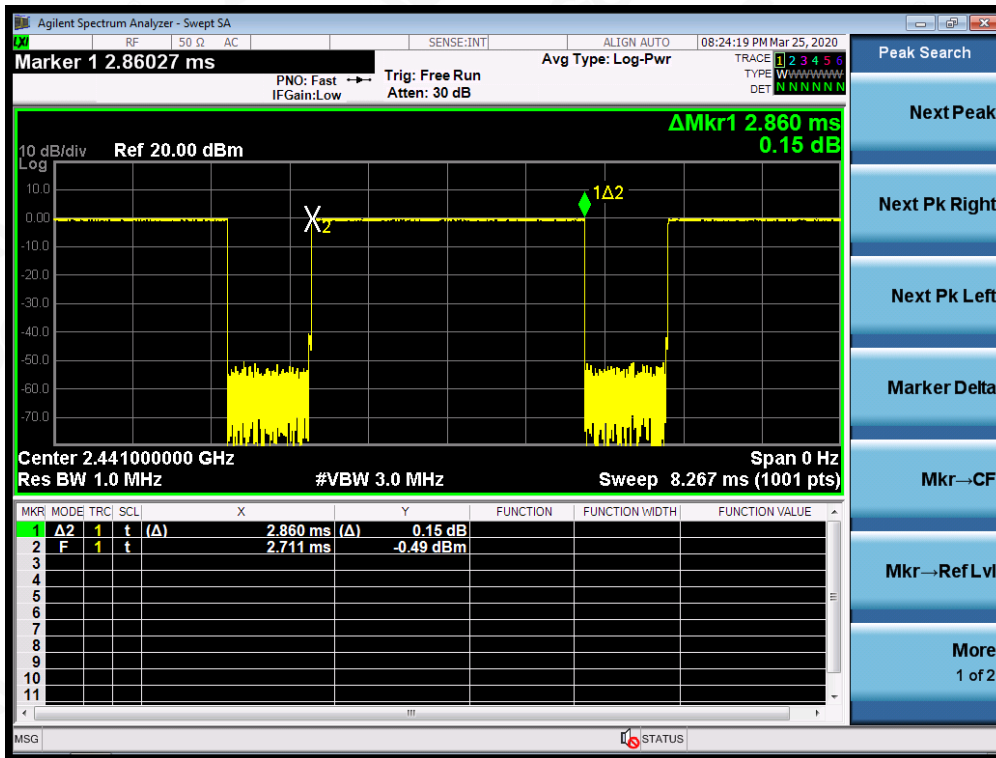 Agilent Spectrum Analyzer - Swept SA
LXI RF 50 Ω AC SENSE:INT ALIGN AUTO 08:24:19 PM Mar 25, 2020
Marker 1 2.86027 ms
PNO: Fast Trig: Free Run Avg Type: Log-Pwr TRACE 1 2 3 4 5 6
IFGain:Low Atten: 30 dB TYPE W
DET N N N N N N
ΔMkr1 2.860 ms
0.15 dB
10 dB/div Ref 20.00 dBm
Log
10.0
0.00
-10.0
-20.0
-30.0
-40.0
-50.0
-60.0
-70.0
X2
1Δ2
Center 2.441000000 GHz Span 0 Hz
Res BW 1.0 MHz #VBW 3.0 MHz Sweep 8.267 ms (1001 pts)
MKR MODE TRC SCL X Y FUNCTION FUNCTION WIDTH FUNCTION VALUE
1 Δ2 1 t (Δ) 2.860 ms (Δ) 0.15 dB
2 F 1 t 2.711 ms -0.49 dBm
3
4
5
6
7
8
9
10
11
MSG STATUS
Peak Search
Next Peak
Next Pk Right
Next Pk Left
Marker Delta
Mkr→CF
Mkr→Ref Lvl
More
1 of 2